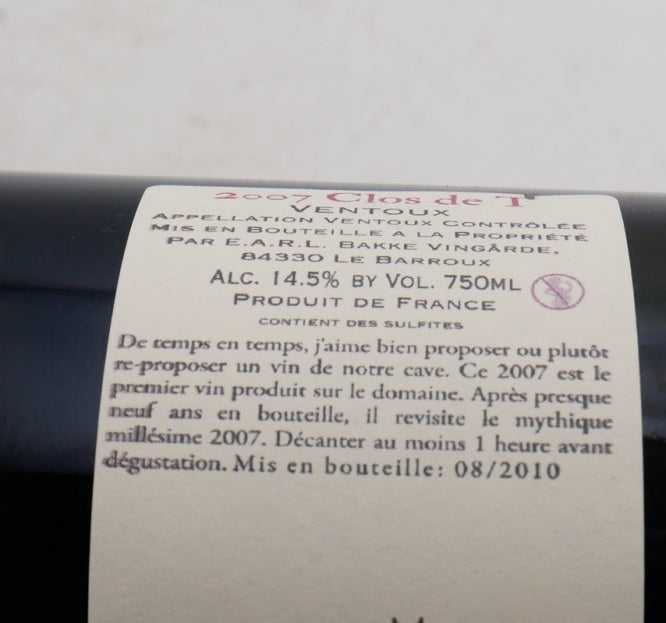 2007 Clos de T
VENTOUX
APPELLATION VENTOUX CONTRÔLÉE
MIS EN BOUTEILLE A LA PROPRIÉTÉ
PAR E.A.R.L. BAKKE VINGÅRDE,
84330 LE BARROUX
ALC. 14.5% BY VOL. 750ML
PRODUIT DE FRANCE
CONTIENT DES SULFITES
De temps en temps, j'aime bien proposer ou plutôt
re-proposer un vin de notre cave. Ce 2007 est le
premier vin produit sur le domaine. Après presque
neuf ans en bouteille, il revisite le mythique
millésime 2007. Décanter au moins 1 heure avant
dégustation. Mis en bouteille: 08/2010